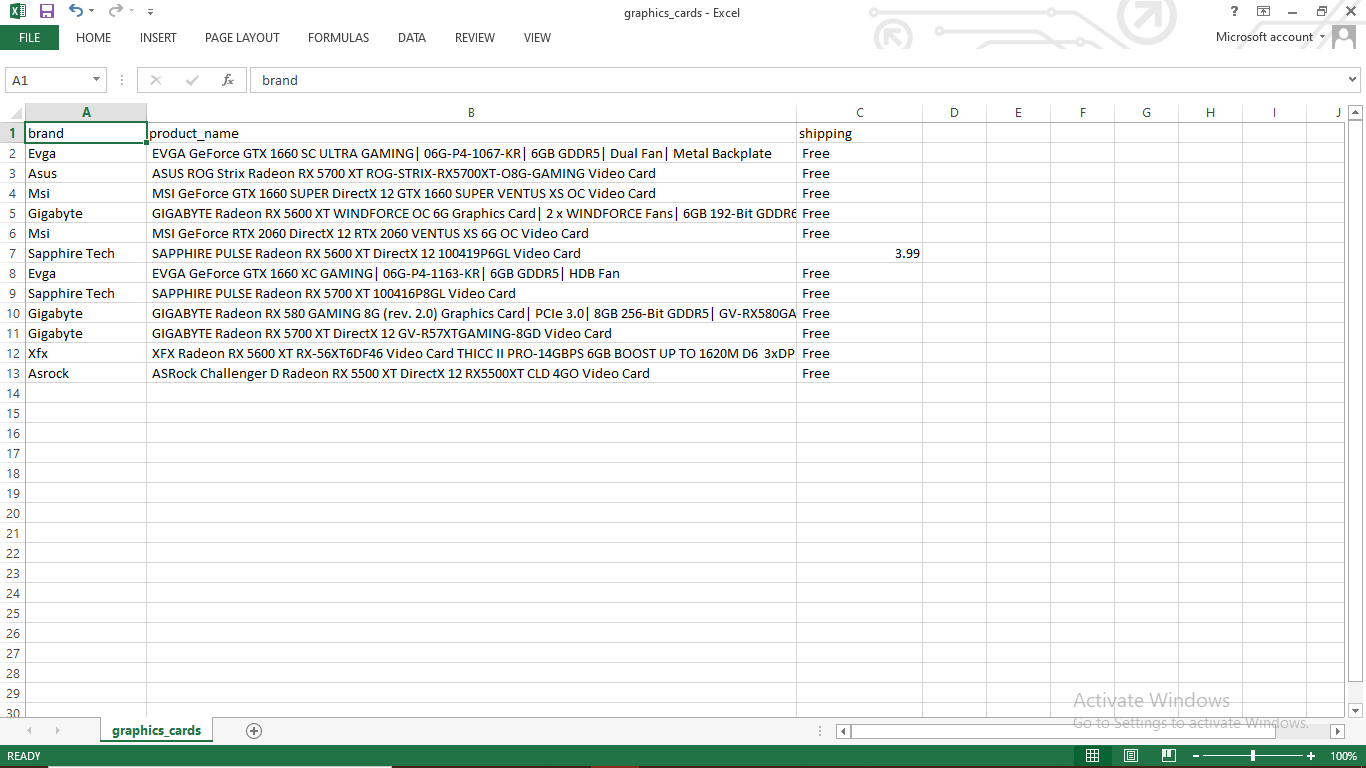 graphics_cards - Excel
?
FILE HOME INSERT PAGE LAYOUT FORMULAS DATA REVIEW VIEW Microsoft account
A1 fx brand
A B C D E F G H I J
1 brand product_name shipping
2 Evga EVGA GeForce GTX 1660 SC ULTRA GAMING| 06G-P4-1067-KR| 6GB GDDR5| Dual Fan| Metal Backplate Free
3 Asus ASUS ROG Strix Radeon RX 5700 XT ROG-STRIX-RX5700XT-O8G-GAMING Video Card Free
4 Msi MSI GeForce GTX 1660 SUPER DirectX 12 GTX 1660 SUPER VENTUS XS OC Video Card Free
5 Gigabyte GIGABYTE Radeon RX 5600 XT WINDFORCE OC 6G Graphics Card| 2 x WINDFORCE Fans| 6GB 192-Bit GDDR6 Free
6 Msi MSI GeForce RTX 2060 DirectX 12 RTX 2060 VENTUS XS 6G OC Video Card Free
7 Sapphire Tech SAPPHIRE PULSE Radeon RX 5600 XT DirectX 12 100419P6GL Video Card 3.99
8 Evga EVGA GeForce GTX 1660 XC GAMING| 06G-P4-1163-KR| 6GB GDDR5| HDB Fan Free
9 Sapphire Tech SAPPHIRE PULSE Radeon RX 5700 XT 100416P8GL Video Card Free
10 Gigabyte GIGABYTE Radeon RX 580 GAMING 8G (rev. 2.0) Graphics Card| PCIe 3.0| 8GB 256-Bit GDDR5| GV-RX580GA Free
11 Gigabyte GIGABYTE Radeon RX 5700 XT DirectX 12 GV-R57XTGAMING-8GD Video Card Free
12 Xfx XFX Radeon RX 5600 XT RX-56XT6DF46 Video Card THICC II PRO-14GBPS 6GB BOOST UP TO 1620M D6 3xDP Free
13 Asrock ASRock Challenger D Radeon RX 5500 XT DirectX 12 RX5500XT CLD 4GO Video Card Free
14
15
16
17
18
19
20
21
22
23
24
25
26
27
28
29
30
Activate Windows
Go to Settings to activate Windows.
graphics_cards
READY 100%